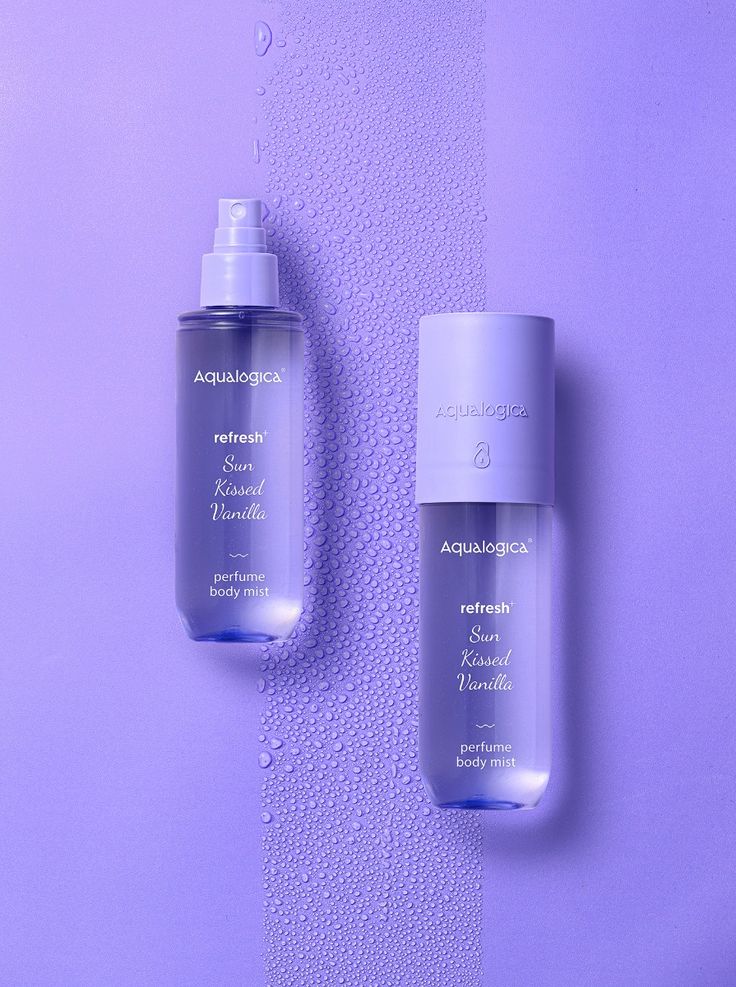 Aqualogica®
refresh+
Sun
Kissed
Vanilla
perfume
body mist
Aqualogica
Aqualogica®
refresh+
Sun
Kissed
Vanilla
perfume
body mist